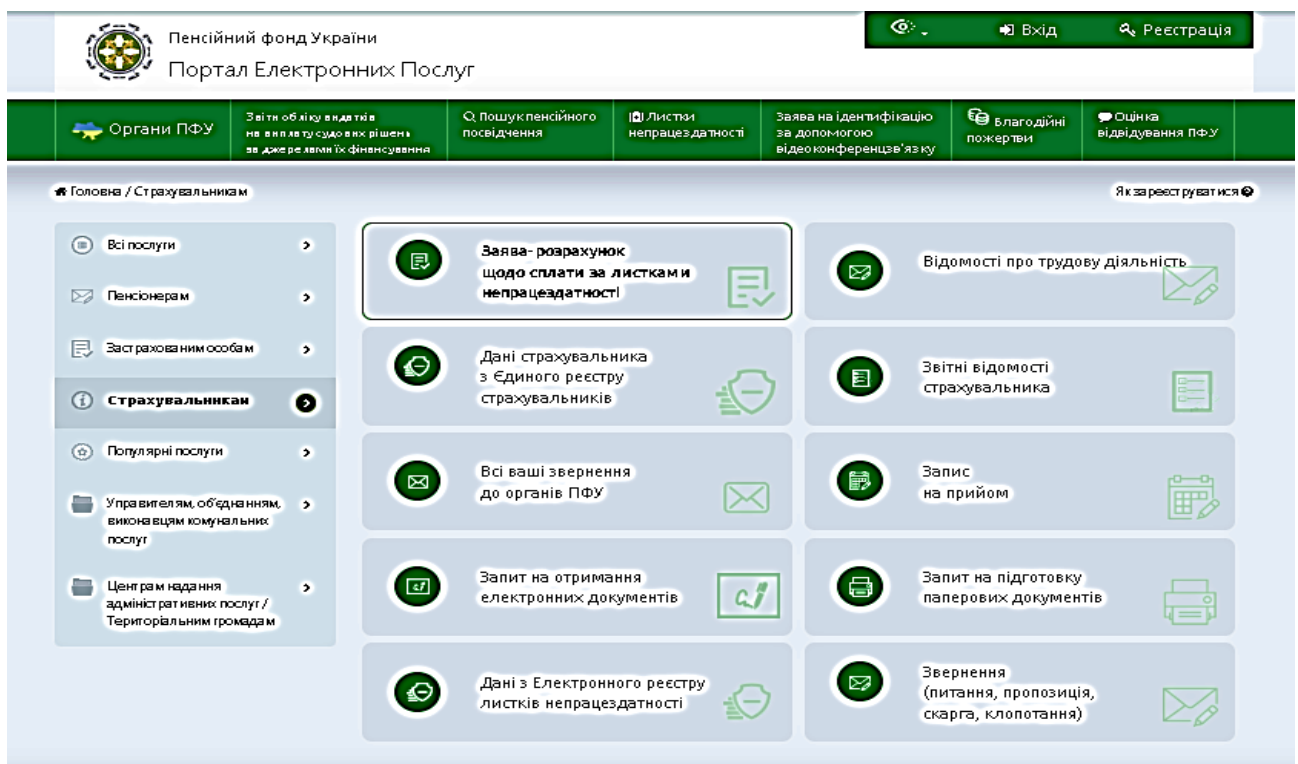 Пенсійний фонд України
Портал Електронних Послуг
Вхід
Реєстрація
Органи ПФУ
Звіти обліку видатків
на виплату судових рішень
за джерелами їх фінансування
Пошук пенсійного
посвідчення
Листки
непрацездатності
Заява на ідентифікацію
за допомогою
відеоконференцзв'язку
Благодійні
пожертви
Оцінка
відвідування ПФУ
Головна / Страхувальникам
Як зареєструватися
Всі послуги
Пенсіонерам
Застрахованим особам
Страхувальникам
Популярні послуги
Управителям, об'єднанням,
виконавцям комунальних
послуг
Центрам надання
адміністративних послуг /
Територіальним громадам
Заява- розрахунок
щодо сплати за листками
непрацездатності
Відомості про трудову діяльність
Дані страхувальника
з Єдиного реєстру
страхувальників
Звітні відомості
страхувальника
Всі ваші звернення
до органів ПФУ
Запис
на прийом
Запит на отримання
електронних документів
Запит на підготовку
паперових документів
Дані з Електронного реєстру
листків непрацездатності
Звернення
(питання, пропозиція,
скарга, клопотання)